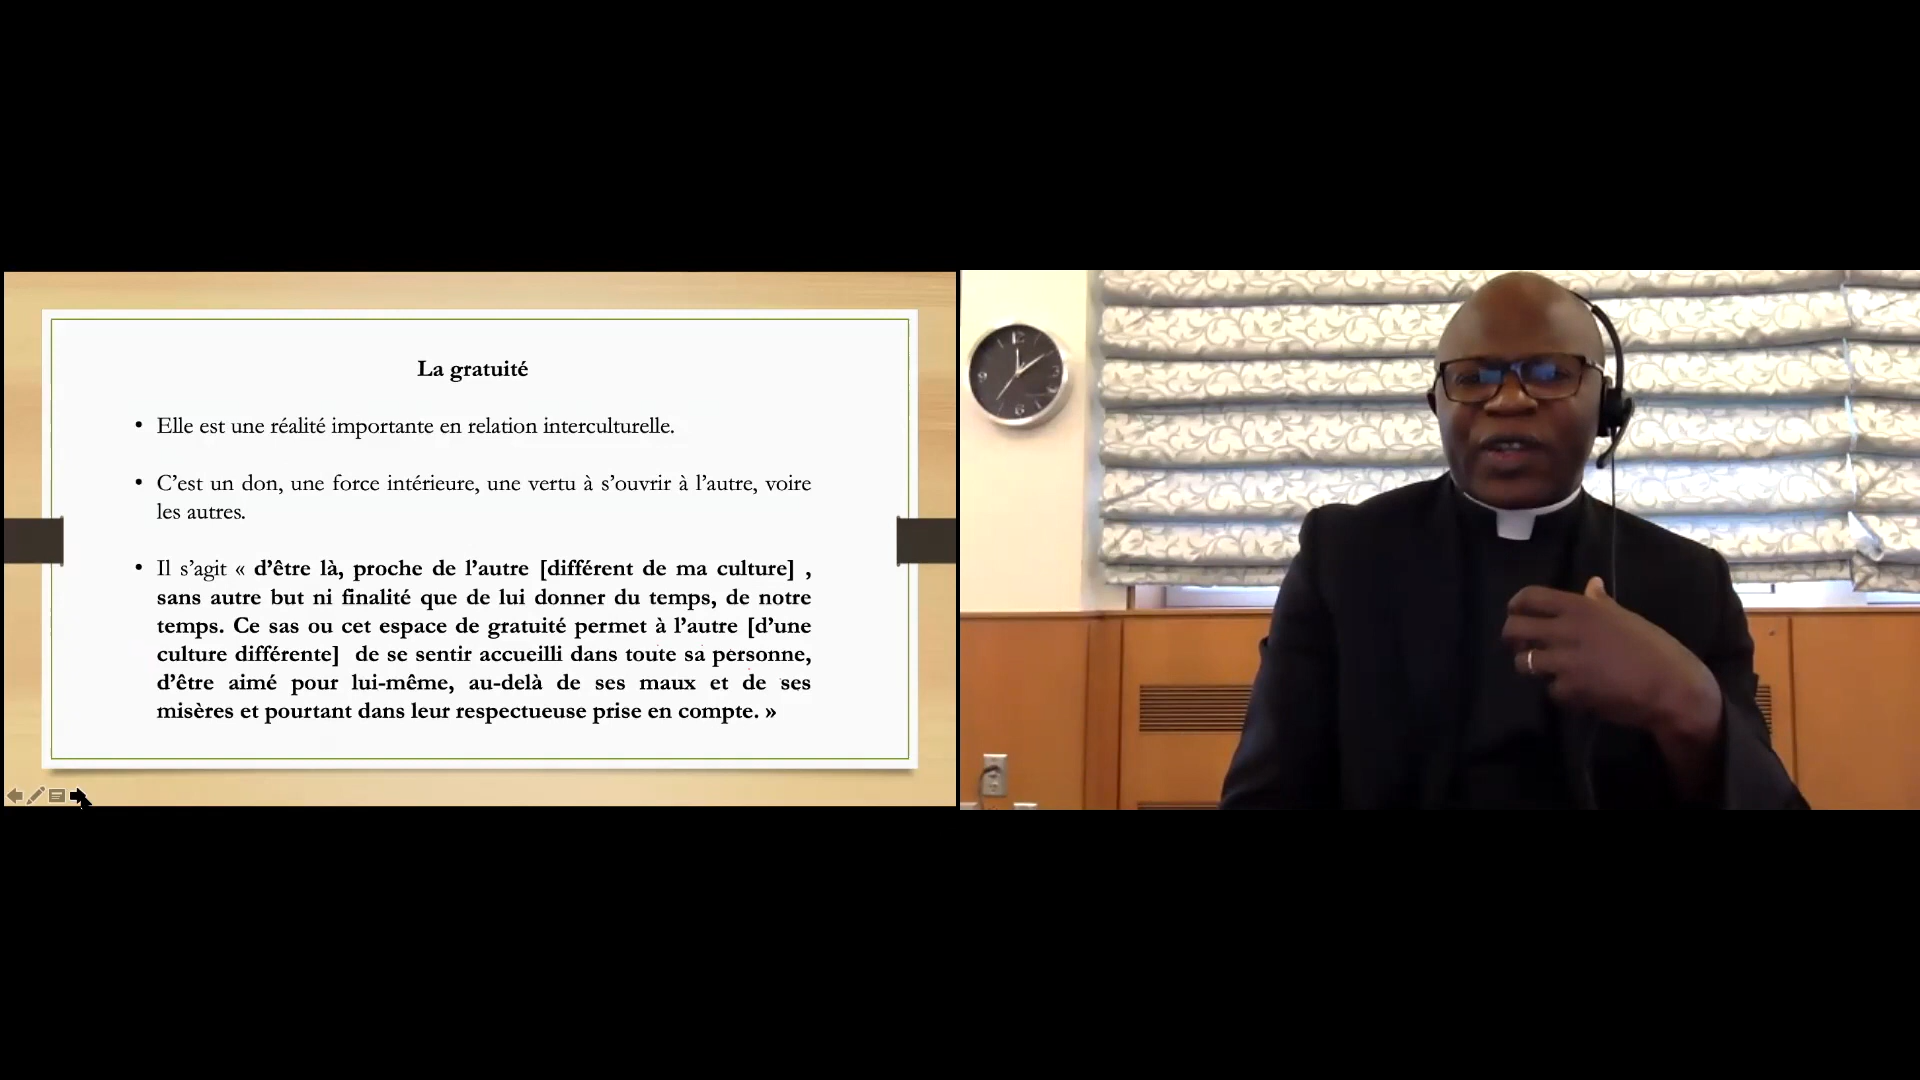 La gratuité
• Elle est une réalité importante en relation interculturelle.
• C’est un don, une force intérieure, une vertu à s’ouvrir à l’autre, voire
les autres.
• Il s’agit « d’être là, proche de l’autre [différent de ma culture] ,
sans autre but ni finalité que de lui donner du temps, de notre
temps. Ce sas ou cet espace de gratuité permet à l’autre [d’une
culture différente] de se sentir accueilli dans toute sa personne,
d’être aimé pour lui-même, au-delà de ses maux et de ses
misères et pourtant dans leur respectueuse prise en compte. »
12
3
6
9